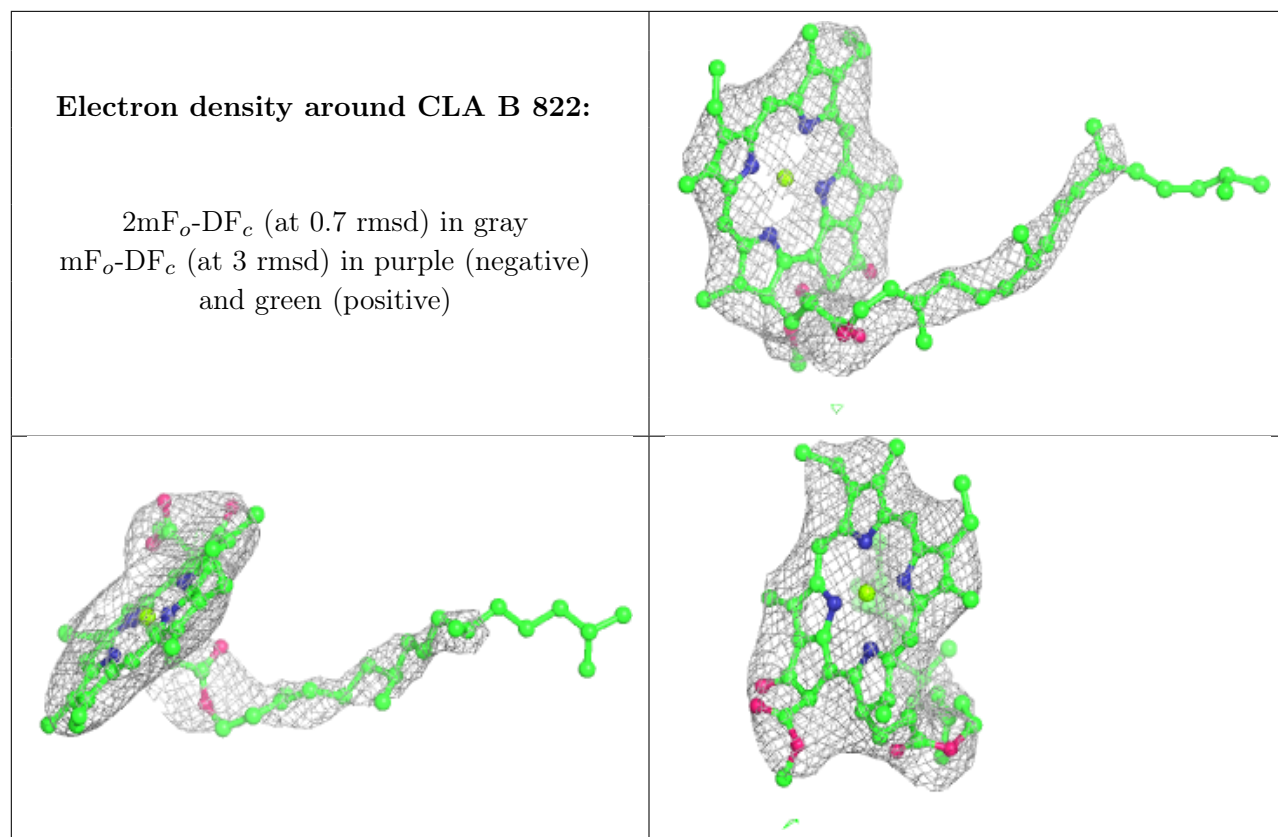 Electron density around CLA B 822:
2mFₒ-DF𝒸 (at 0.7 rmsd) in gray
mFₒ-DF𝒸 (at 3 rmsd) in purple (negative)
and green (positive)